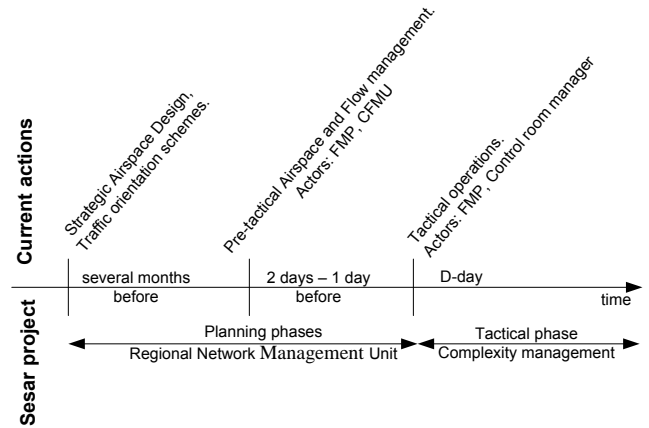 Current actions
Strategic Airspace Design,
Traffic orientation schemes.
Pre-tactical Airspace and Flow management.
Actors: FMP, CFMU
Tactical operations.
Actors: FMP, Control room manager
several months
before
2 days – 1 day
before
D-day
time
Sesar project
Planning phases
Regional Network Management Unit
Tactical phase
Complexity management